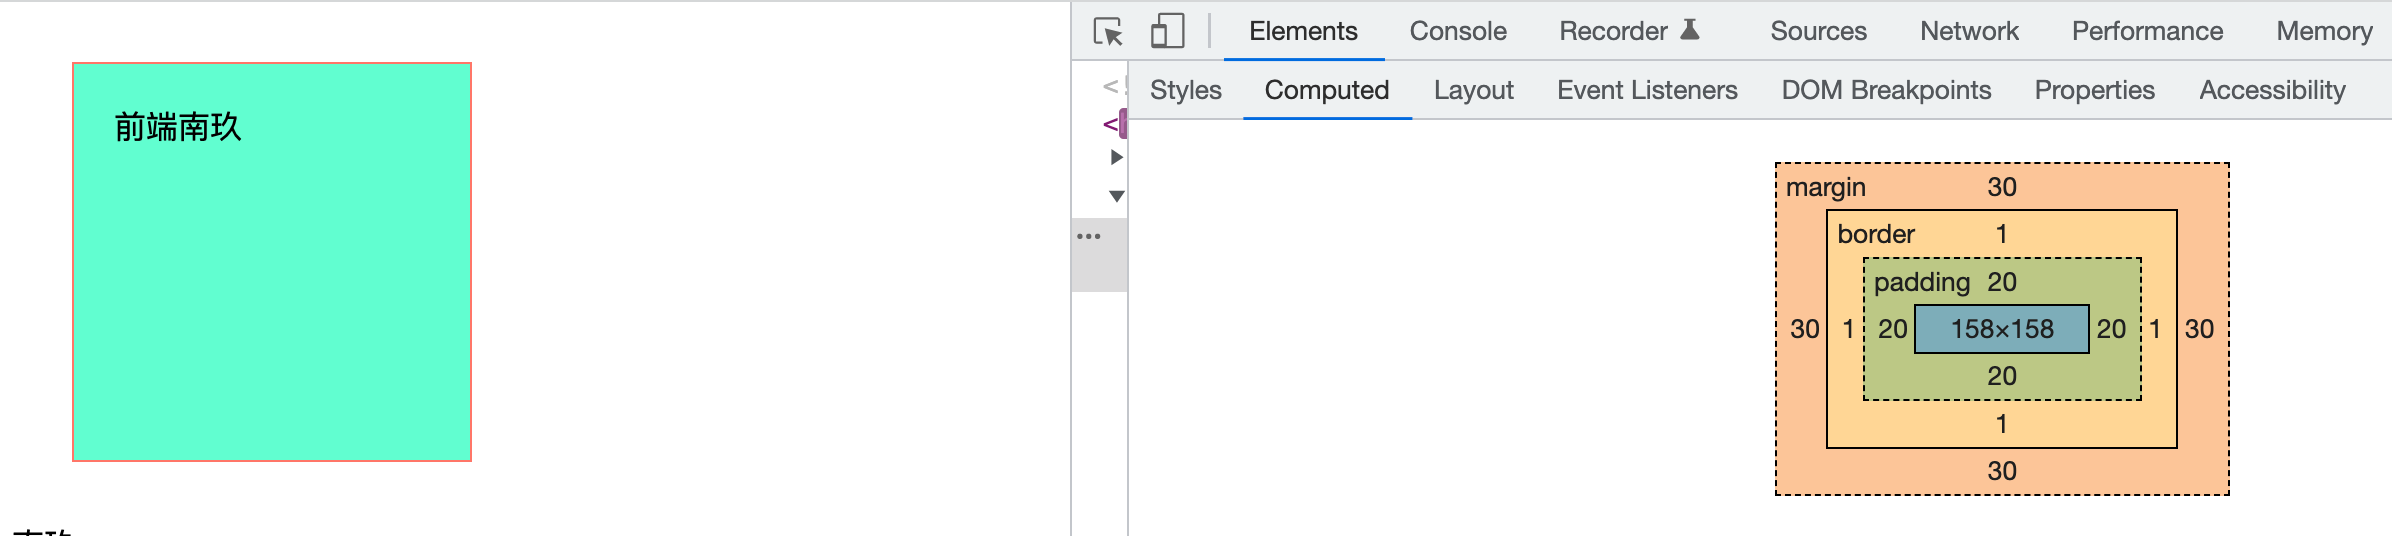 前端南玖
Elements Console Recorder Sources Network Performance Memory
Styles Computed Layout Event Listeners DOM Breakpoints Properties Accessibility
margin 30
border 1
padding 20
30 1 20 158×158 20 1 30
20
1
30